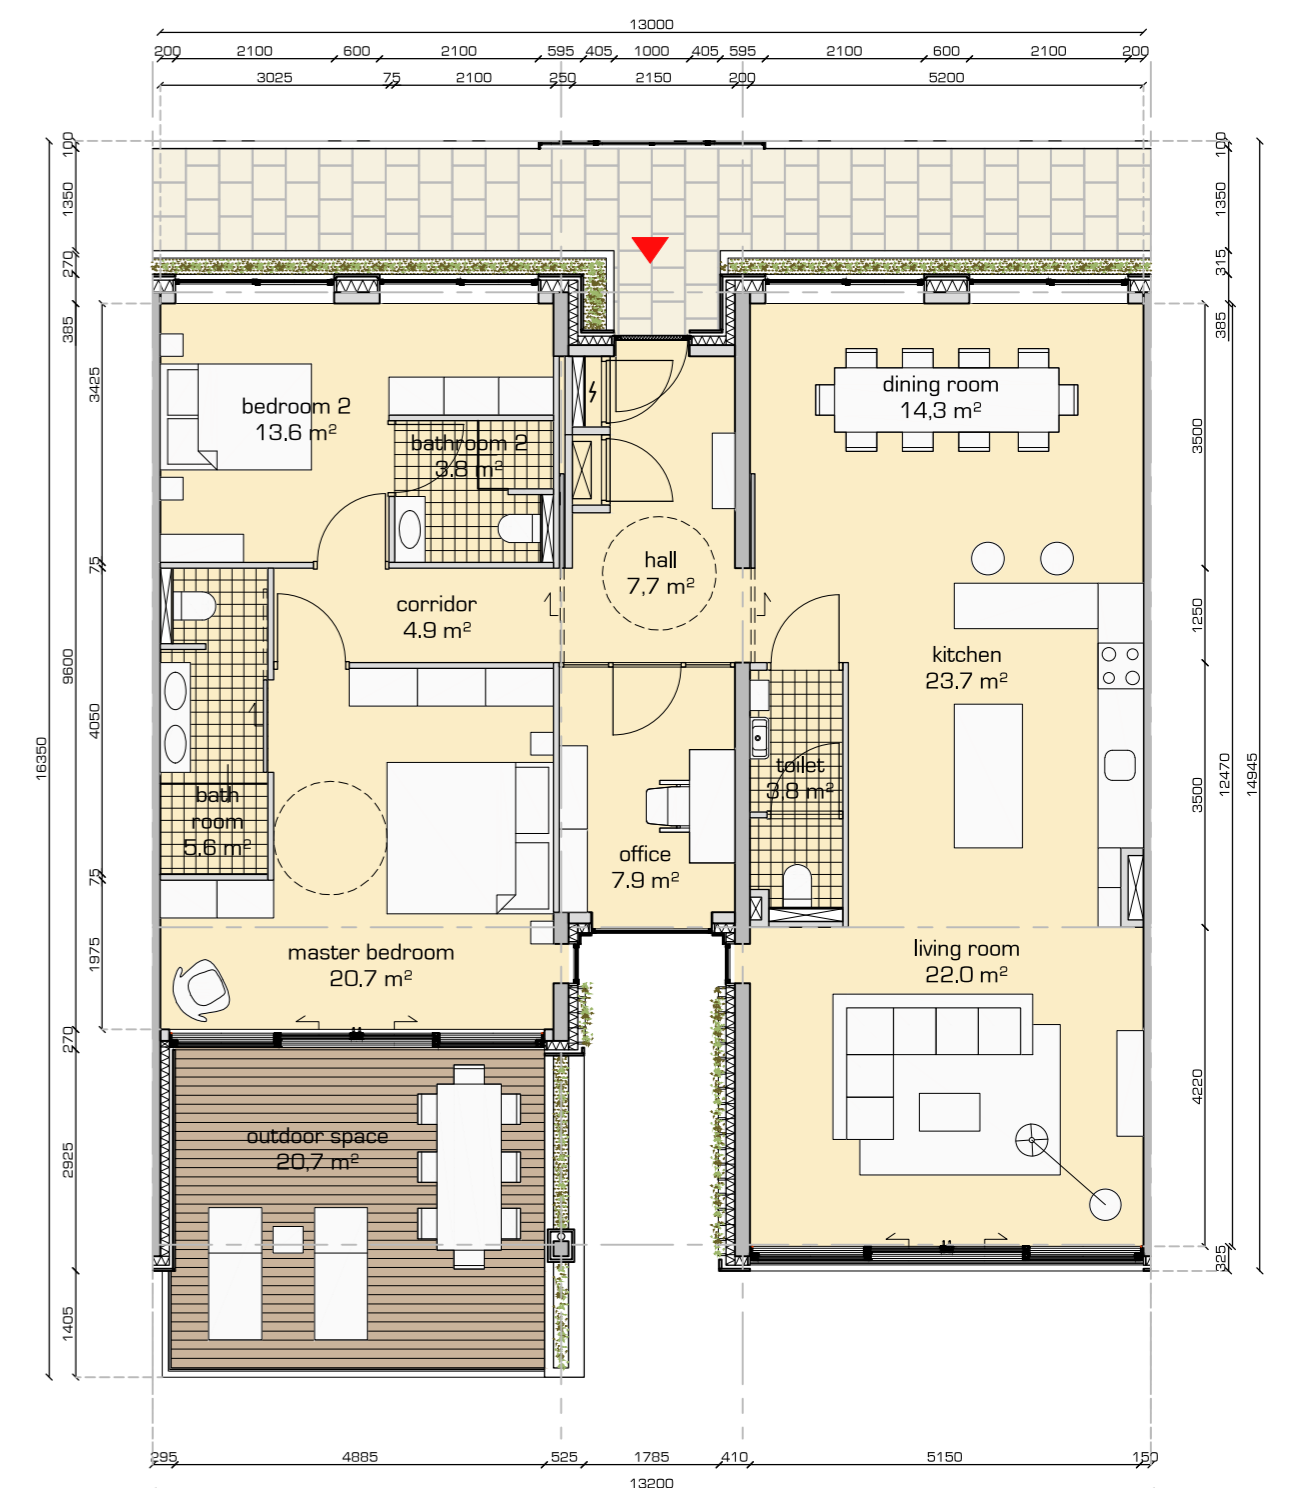 13000
200 2100 600 2100 595 405 1000 405 595 2100 600 2100 200
3025 75 2100 250 2150 200 5200
100
1350
270
385
3425
75
9600
16350
4050
75
1975
270
2925
1405
100
1350
315
385
3500
1250
3500
12470
14945
4220
325
bedroom 2
13.6 m²
bathroom 2
3.8 m²
dining room
14,3 m²
hall
7,7 m²
corridor
4.9 m²
kitchen
23.7 m²
toilet
3.8 m²
bath
room
5.6 m²
office
7.9 m²
master bedroom
20.7 m²
living room
22.0 m²
outdoor space
20,7 m²
295 4885 525 1785 410 5150 150
13200